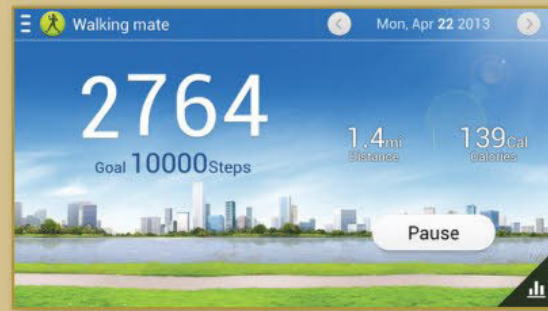 Walking mate
Mon, Apr 22 2013
2764
Goal 10000Steps
1.4mi
Distance
139Cal
Calories
Pause